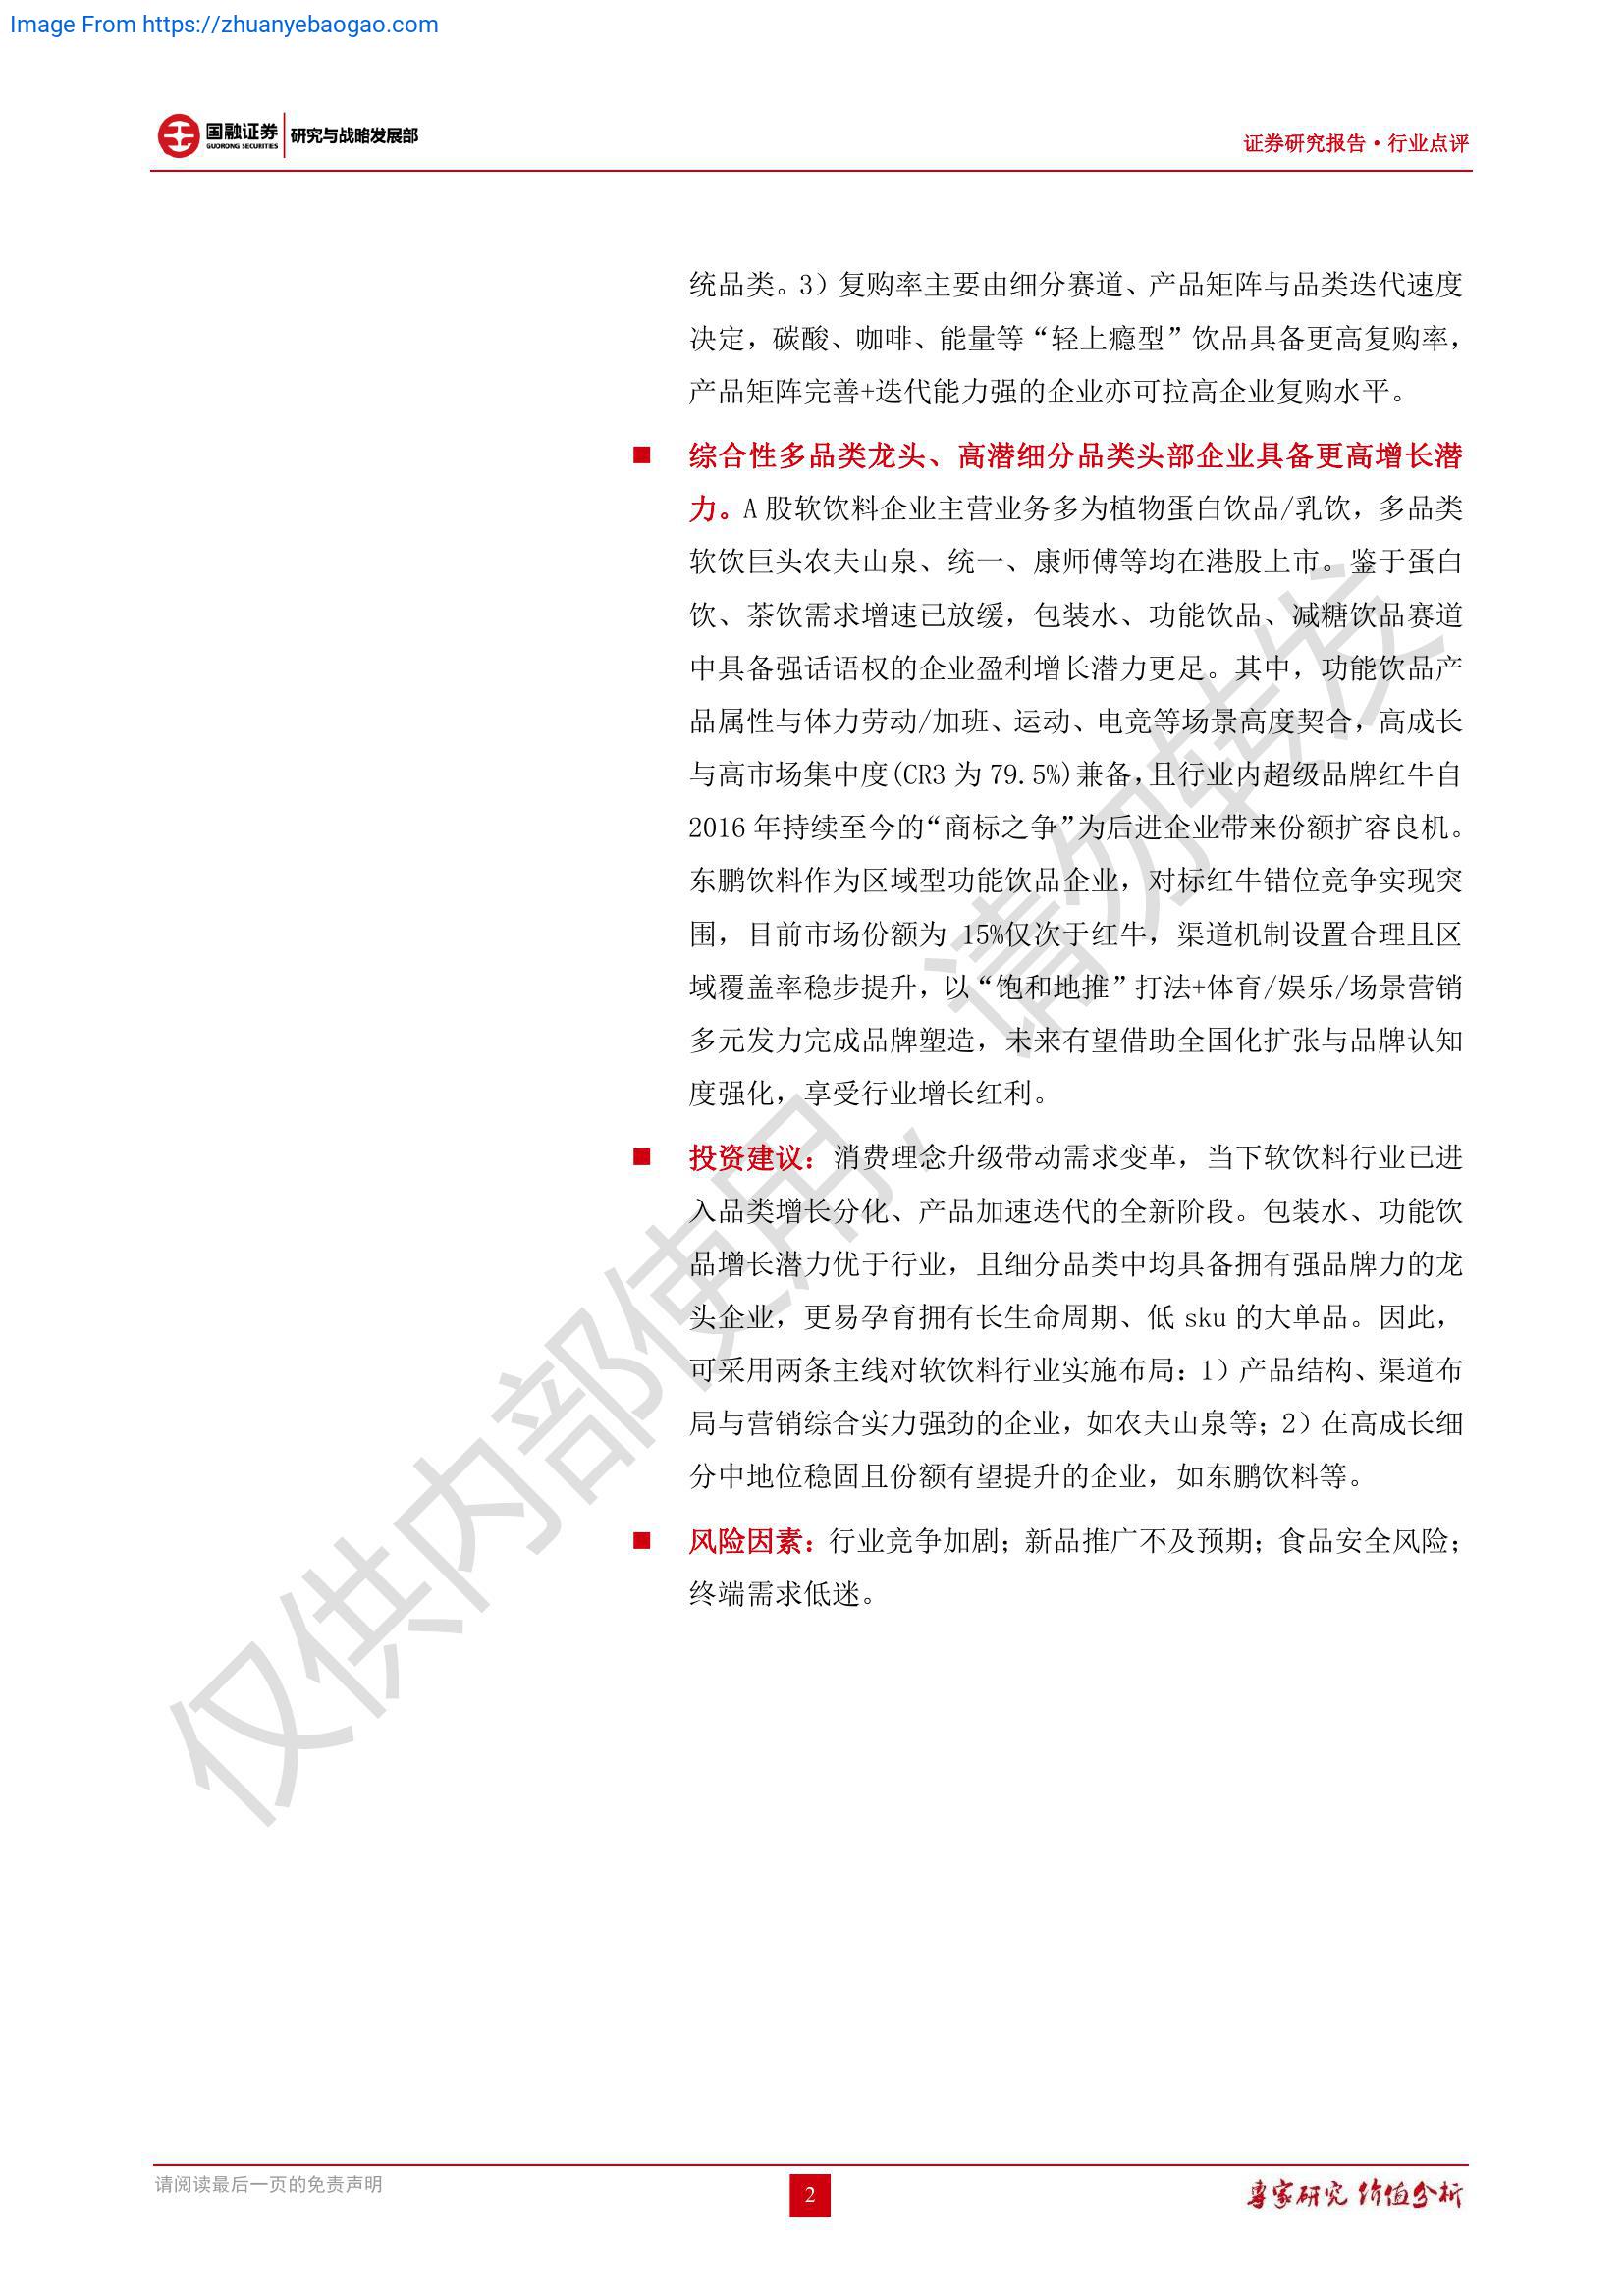 Image From https://zhuanyebaogao.com
国融证券 研究与战略发展部
GUORONG SECURITIES
证券研究报告·行业点评
统品类。3）复购率主要由细分赛道、产品矩阵与品类迭代速度
决定，碳酸、咖啡、能量等“轻上瘾型”饮品具备更高复购率，
产品矩阵完善+迭代能力强的企业亦可拉高企业复购水平。
综合性多品类龙头、高潜细分品类头部企业具备更高增长潜
力。A 股软饮料企业主营业务多为植物蛋白饮品/乳饮，多品类
软饮巨头农夫山泉、统一、康师傅等均在港股上市。鉴于蛋白
饮、茶饮需求增速已放缓，包装水、功能饮品、减糖饮品赛道
中具备强话语权的企业盈利增长潜力更足。其中，功能饮品产
品属性与体力劳动/加班、运动、电竞等场景高度契合，高成长
与高市场集中度(CR3 为 79.5%)兼备，且行业内超级品牌红牛自
2016 年持续至今的“商标之争”为后进企业带来份额扩容良机。
东鹏饮料作为区域型功能饮品企业，对标红牛错位竞争实现突
围，目前市场份额为 15%仅次于红牛，渠道机制设置合理且区
域覆盖率稳步提升，以“饱和地推”打法+体育/娱乐/场景营销
多元发力完成品牌塑造，未来有望借助全国化扩张与品牌认知
度强化，享受行业增长红利。
投资建议：消费理念升级带动需求变革，当下软饮料行业已进
入品类增长分化、产品加速迭代的全新阶段。包装水、功能饮
品增长潜力优于行业，且细分品类中均具备拥有强品牌力的龙
头企业，更易孕育拥有长生命周期、低 sku 的大单品。因此，
可采用两条主线对软饮料行业实施布局：1）产品结构、渠道布
局与营销综合实力强劲的企业，如农夫山泉等；2）在高成长细
分中地位稳固且份额有望提升的企业，如东鹏饮料等。
风险因素：行业竞争加剧；新品推广不及预期；食品安全风险；
终端需求低迷。
仅供内部使用，请勿转发
请阅读最后一页的免责声明
2
专家研究 价值分析